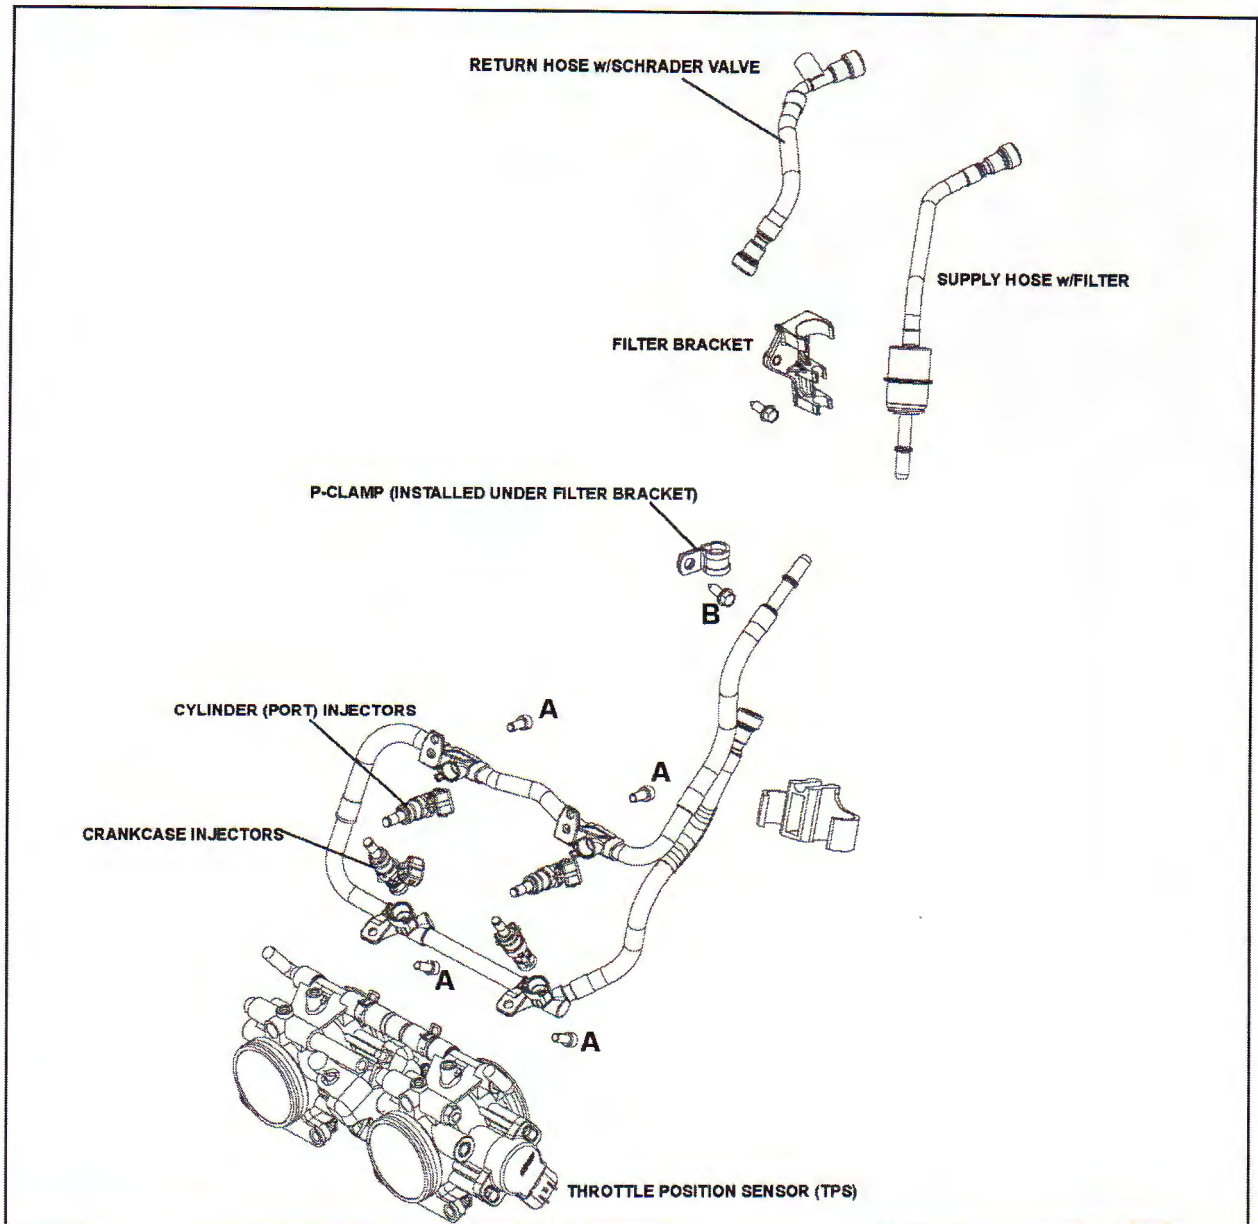 RETURN HOSE w/SCHRADER VALVE
SUPPLY HOSE w/FILTER
FILTER BRACKET
P-CLAMP (INSTALLED UNDER FILTER BRACKET)
B
A
CYLINDER (PORT) INJECTORS
A
CRANKCASE INJECTORS
A
A
THROTTLE POSITION SENSOR (TPS)